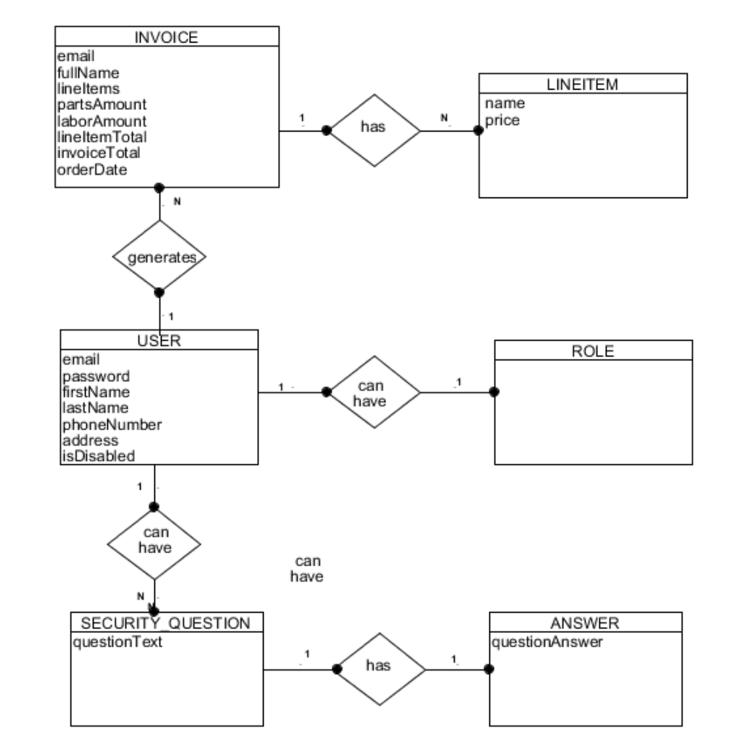 INVOICE
email
fullName
lineItems
partsAmount
laborAmount
lineItemTotal
invoiceTotal
orderDate
1
has
N
LINEITEM
name
price
N
generates
1
USER
email
password
firstName
lastName
phoneNumber
address
isDisabled
1
can
have
1
ROLE
1
can
have
N
N
can
have
SECURITY_QUESTION
questionText
1
has
1
ANSWER
questionAnswer